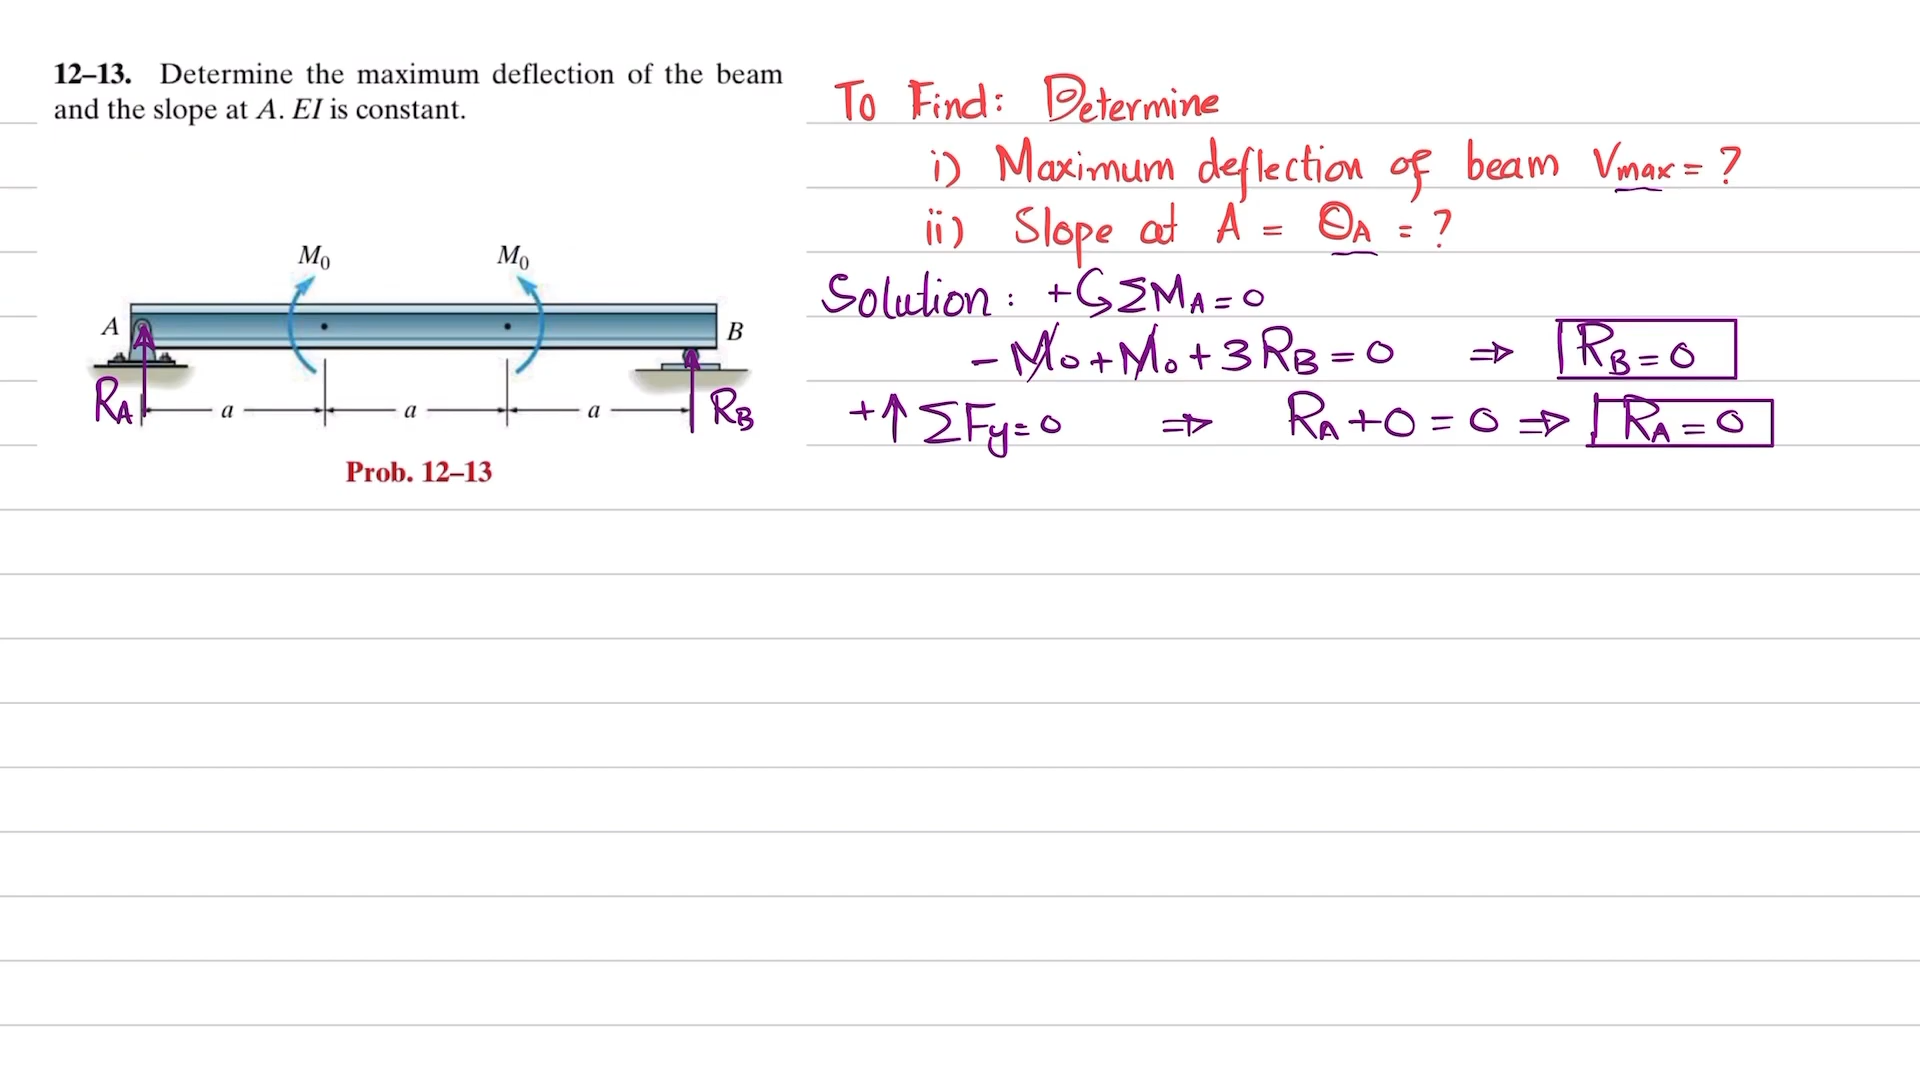 12–13. Determine the maximum deflection of the beam
and the slope at A. EI is constant.
M0 M0
A B
RA a a a RB
Prob. 12–13
To Find: Determine
i) Maximum deflection of beam Vmax = ?
ii) Slope at A = ΘA = ?
Solution: +↺ΣMA=0
-M0+M0+3RB=0 ⇒ RB=0
+↑ΣFy=0 ⇒ RA+0=0 ⇒ RA=0